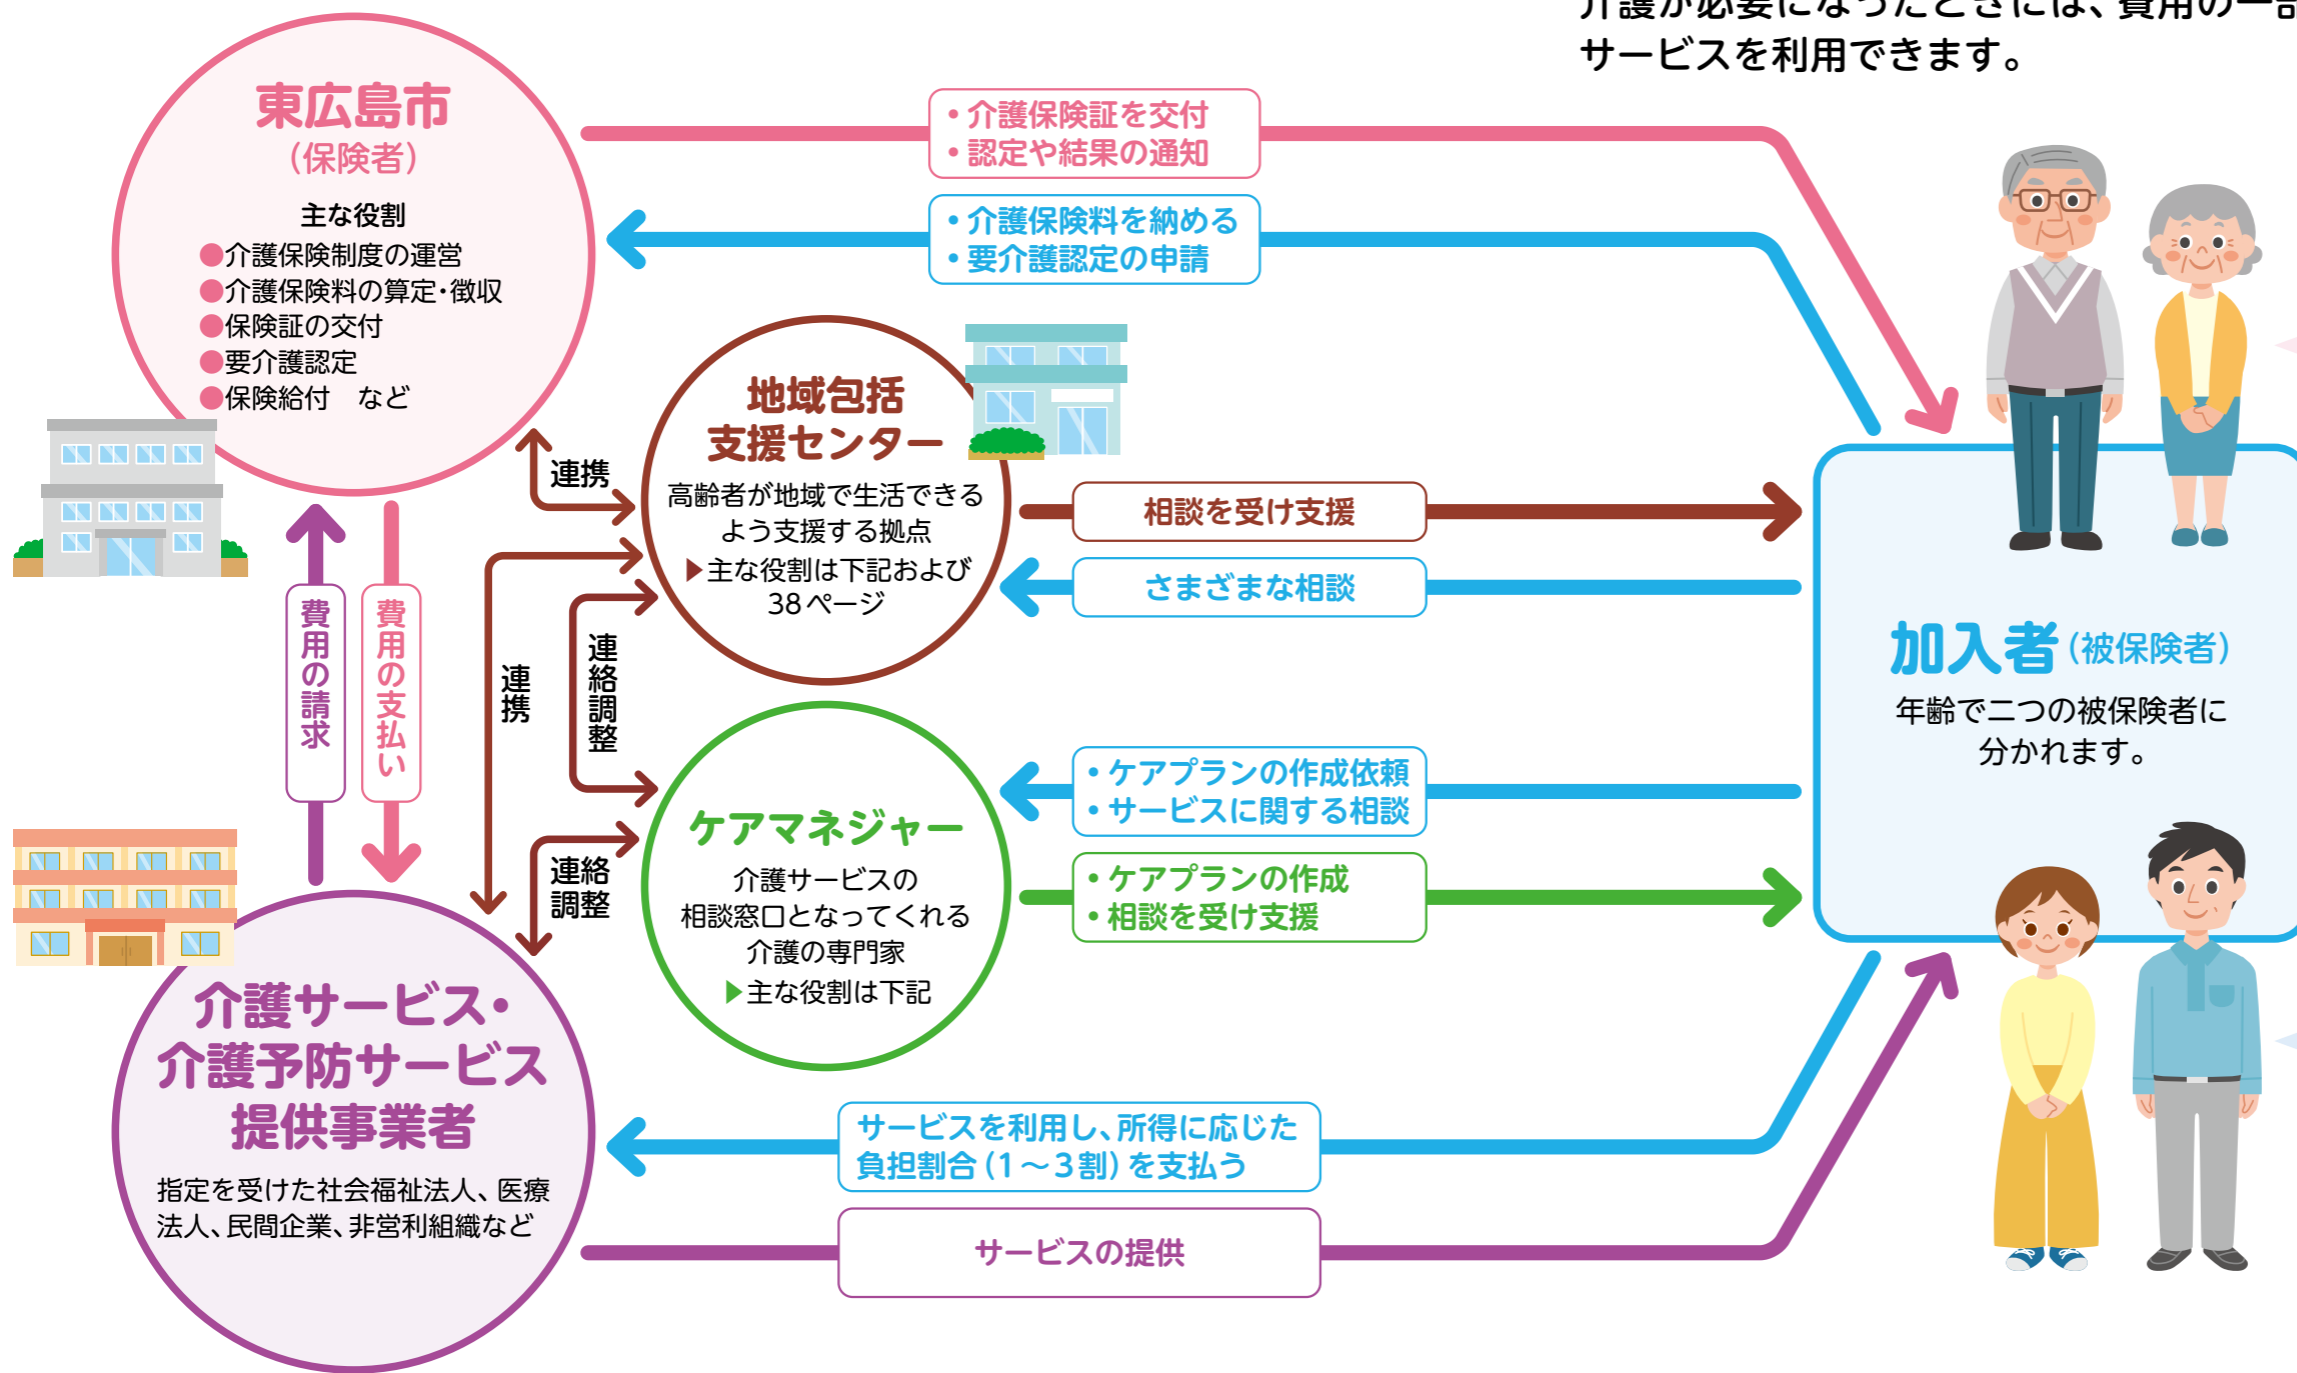 介護が必要になったときには、費用の一部
サービスを利用できます。
東広島市
（保険者）
主な役割
●介護保険制度の運営
●介護保険料の算定・徴収
●保険証の交付
●要介護認定
●保険給付　など
・介護保険証を交付
・認定や結果の通知
・介護保険料を納める
・要介護認定の申請
連携
地域包括
支援センター
高齢者が地域で生活できる
よう支援する拠点
▶主な役割は下記および
38ページ
相談を受け支援
さまざまな相談
費用の請求
費用の支払い
連携
連絡調整
加入者（被保険者）
年齢で二つの被保険者に
分かれます。
ケアマネジャー
介護サービスの
相談窓口となってくれる
介護の専門家
▶主な役割は下記
・ケアプランの作成依頼
・サービスに関する相談
・ケアプランの作成
・相談を受け支援
連絡
調整
介護サービス・
介護予防サービス
提供事業者
指定を受けた社会福祉法人、医療
法人、民間企業、非営利組織など
サービスを利用し、所得に応じた
負担割合（1～3割）を支払う
サービスの提供